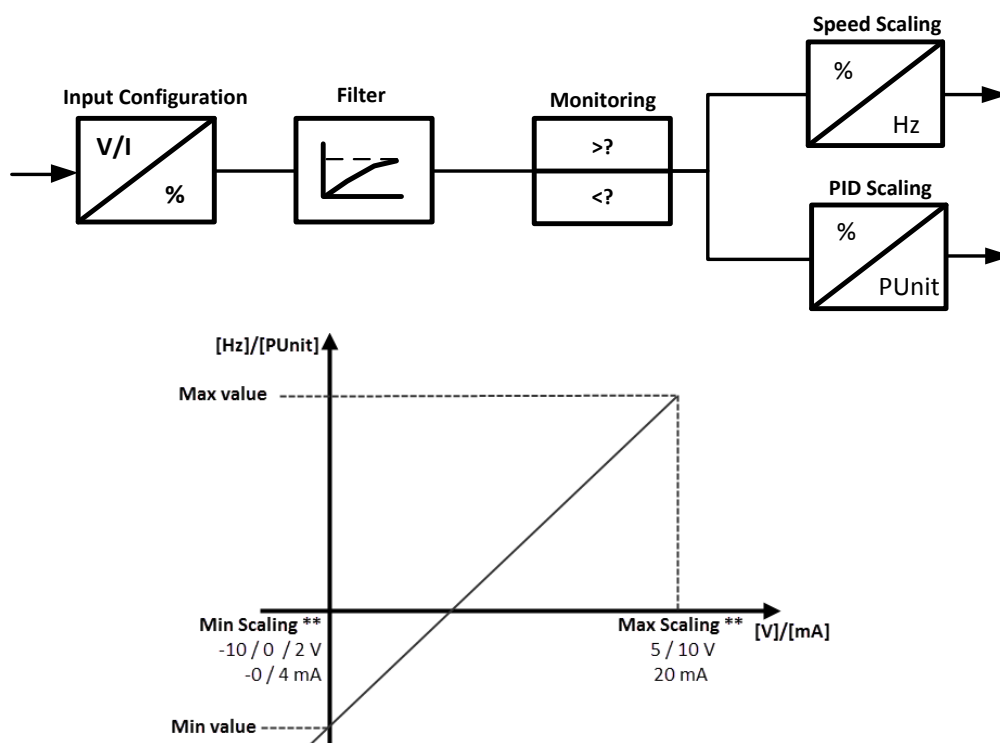 Speed Scaling
%
Hz
Input Configuration
V/I
%
Filter
Monitoring
>?
<?
PID Scaling
%
PUnit
[Hz]/[PUnit]
Max value
Min Scaling **
-10 / 0 / 2 V
-0 / 4 mA
Max Scaling **
5 / 10 V
20 mA
[V]/[mA]
Min value